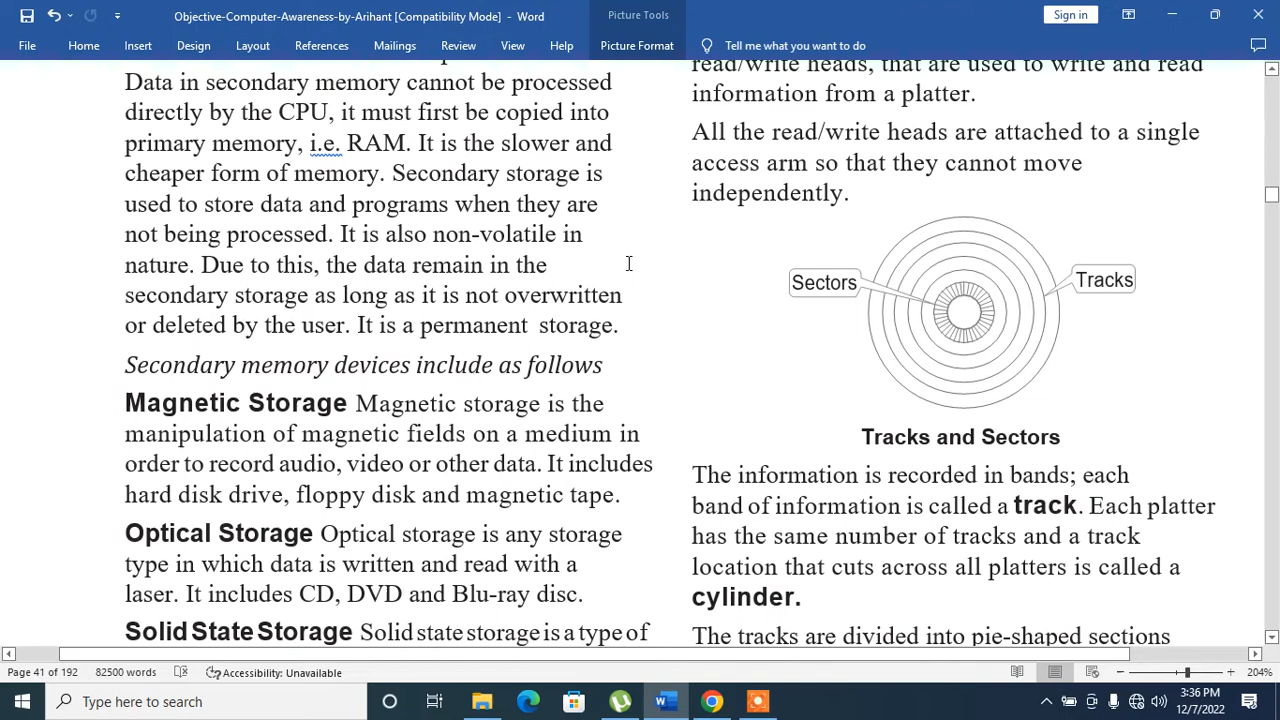 Objective-Computer-Awareness-by-Arihant [Compatibility Mode] - Word
Picture Tools
Sign in
File
Home
Insert
Design
Layout
References
Mailings
Review
View
Help
Picture Format
Tell me what you want to do
Data in secondary memory cannot be processed
directly by the CPU, it must first be copied into
primary memory, i.e. RAM. It is the slower and
cheaper form of memory. Secondary storage is
used to store data and programs when they are
not being processed. It is also non-volatile in
nature. Due to this, the data remain in the
secondary storage as long as it is not overwritten
or deleted by the user. It is a permanent storage.
Secondary memory devices include as follows
Magnetic Storage Magnetic storage is the
manipulation of magnetic fields on a medium in
order to record audio, video or other data. It includes
hard disk drive, floppy disk and magnetic tape.
Optical Storage Optical storage is any storage
type in which data is written and read with a
laser. It includes CD, DVD and Blu-ray disc.
Solid State Storage Solid state storage is a type of
read/write heads, that are used to write and read
information from a platter.
All the read/write heads are attached to a single
access arm so that they cannot move
independently.
Sectors
Tracks
Tracks and Sectors
The information is recorded in bands; each
band of information is called a track. Each platter
has the same number of tracks and a track
location that cuts across all platters is called a
cylinder.
The tracks are divided into pie-shaped sections
Page 41 of 192
82500 words
Accessibility: Unavailable
204%
Type here to search
3:36 PM
12/7/2022